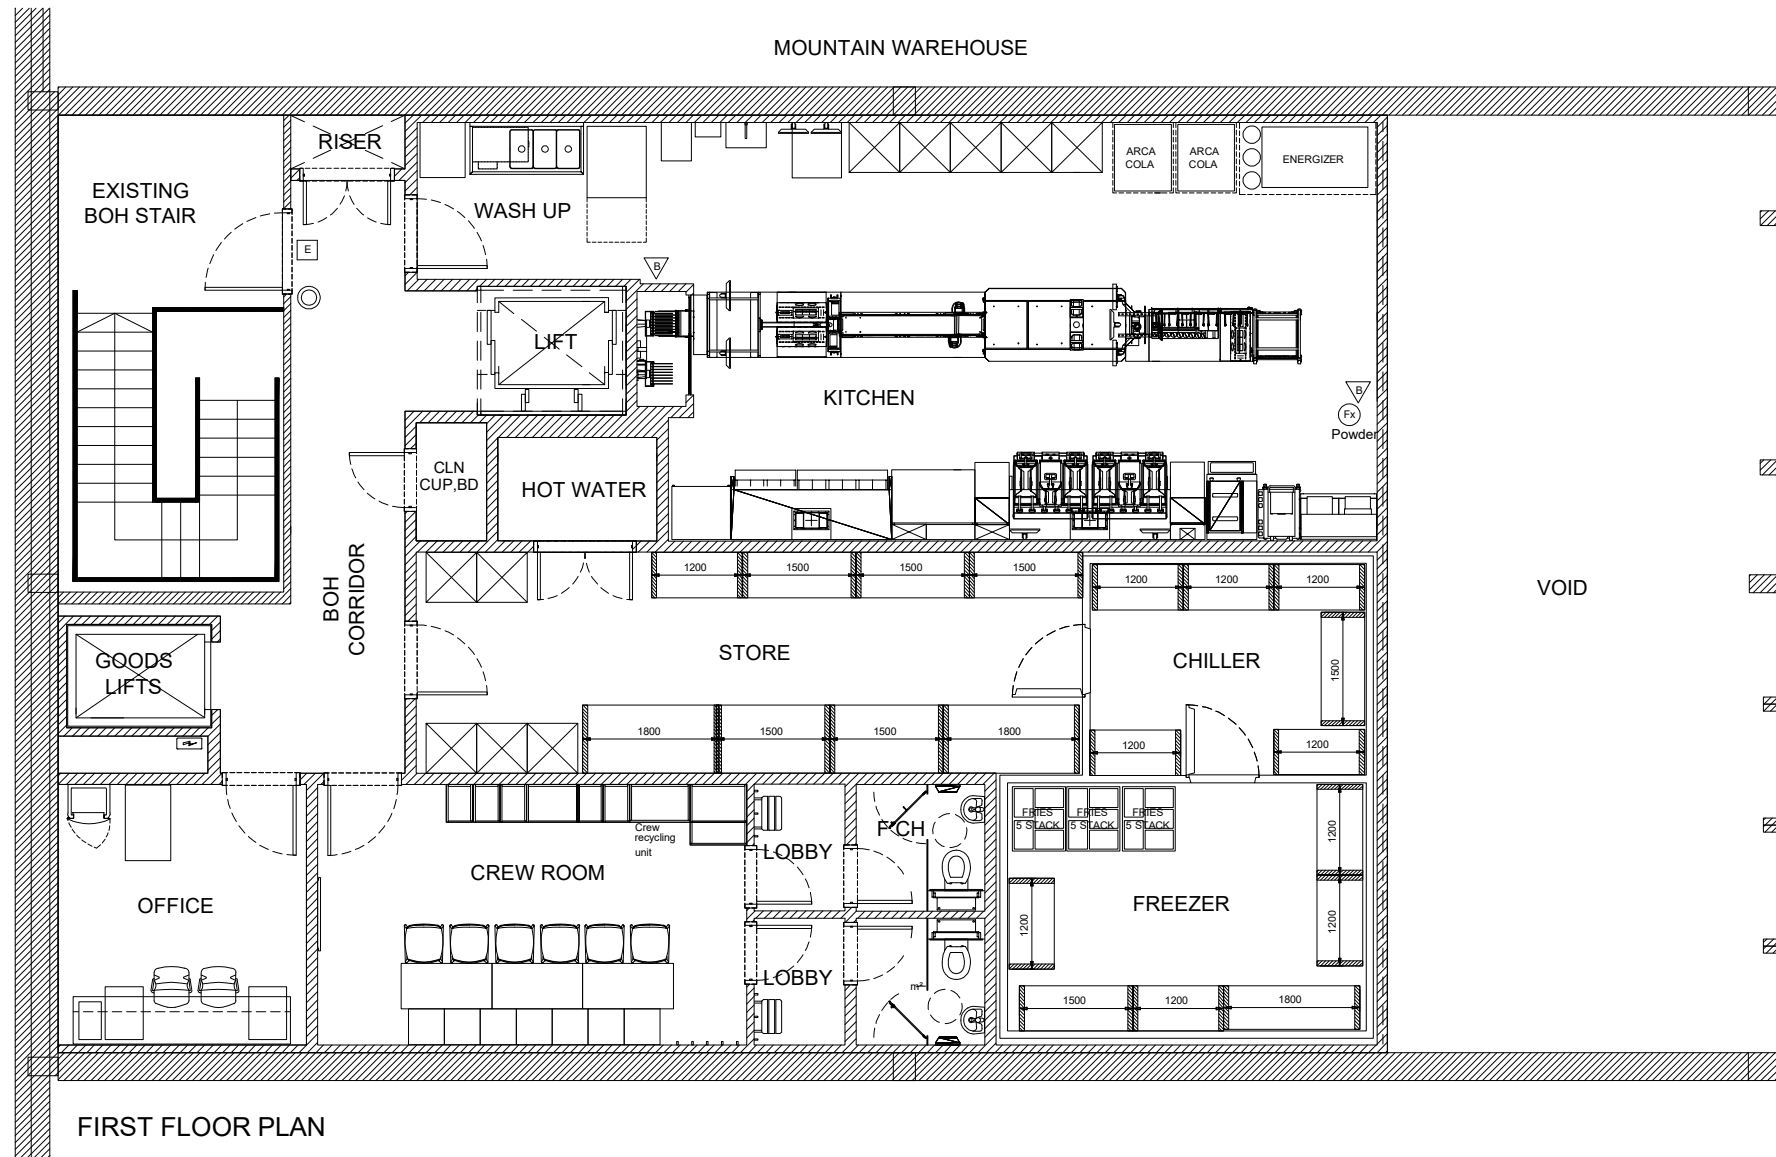 MOUNTAIN WAREHOUSE
RISER
EXISTING
BOH STAIR
WASH UP
ARCA
COLA
ARCA
COLA
ENERGIZER
E
B
LIFT
KITCHEN
B
Fx
Powder
CLN
CUP,BD
HOT WATER
BOH
CORRIDOR
1200
1500
1500
1500
1200
1200
1200
VOID
GOODS
LIFTS
STORE
CHILLER
1500
1800
1500
1500
1800
1200
1200
Crew
recycling
unit
F CH
LOBBY
CREW ROOM
OFFICE
FRIES
5 STACK
FRIES
5 STACK
FRIES
5 STACK
1200
FREEZER
1200
1200
LOBBY
m²
1500
1200
1800
FIRST FLOOR PLAN